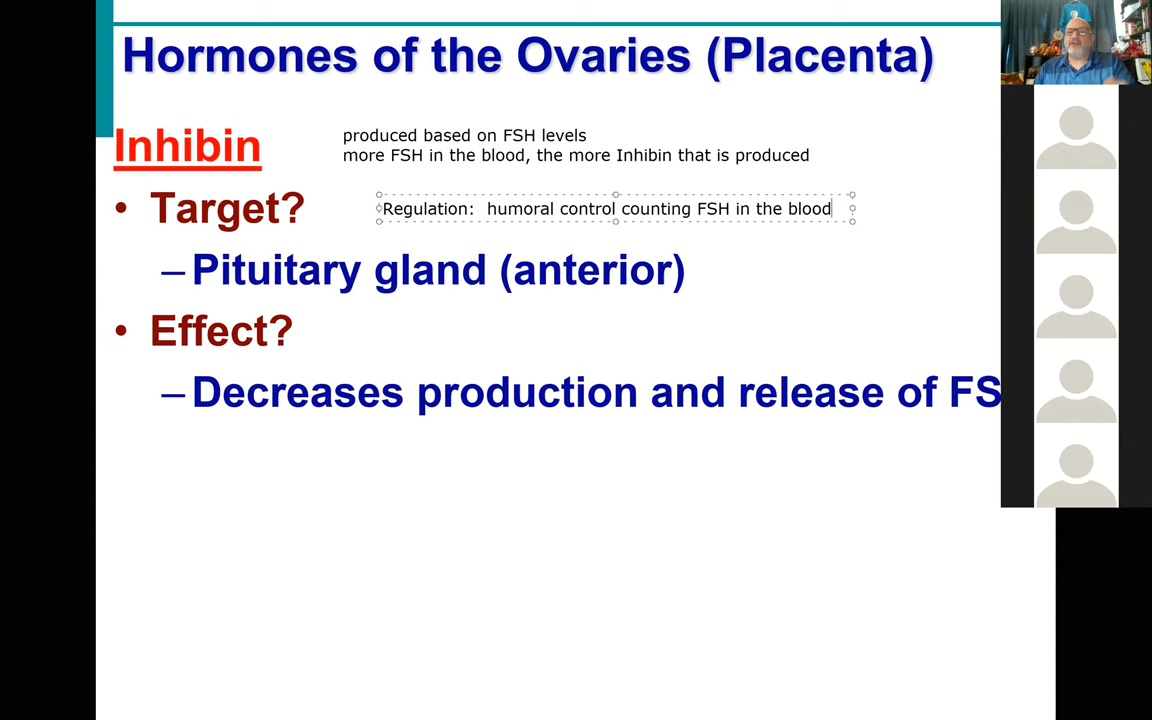 Hormones of the Ovaries (Placenta)
Inhibin
produced based on FSH levels
more FSH in the blood, the more Inhibin that is produced
• Target?
Regulation: humoral control counting FSH in the blood
–Pituitary gland (anterior)
• Effect?
–Decreases production and release of FS